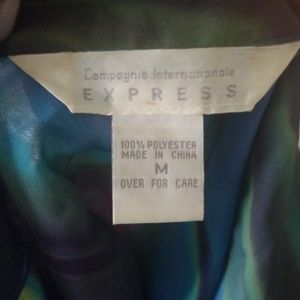 Compagnie Internationale
EXPRESS
100% POLYESTER
MADE IN CHINA
M
OVER FOR CARE